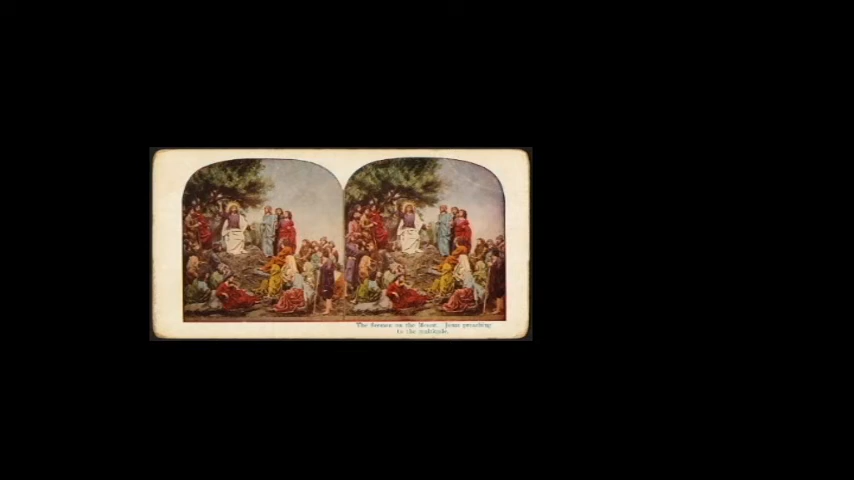 The Sermon on the Mount. Jesus preaching
to the multitude.